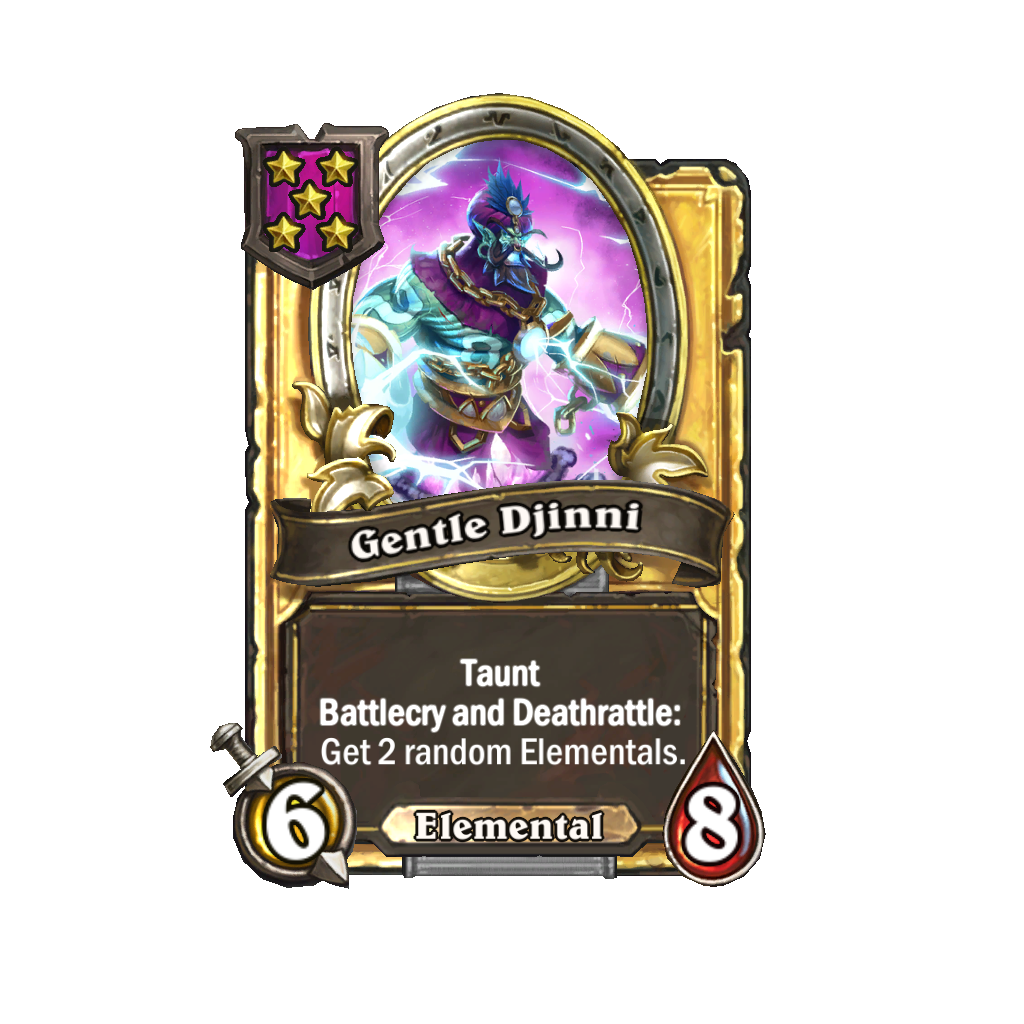 Gentle Djinni
Taunt
Battlecry and Deathrattle:
Get 2 random Elementals.
6
Elemental
8